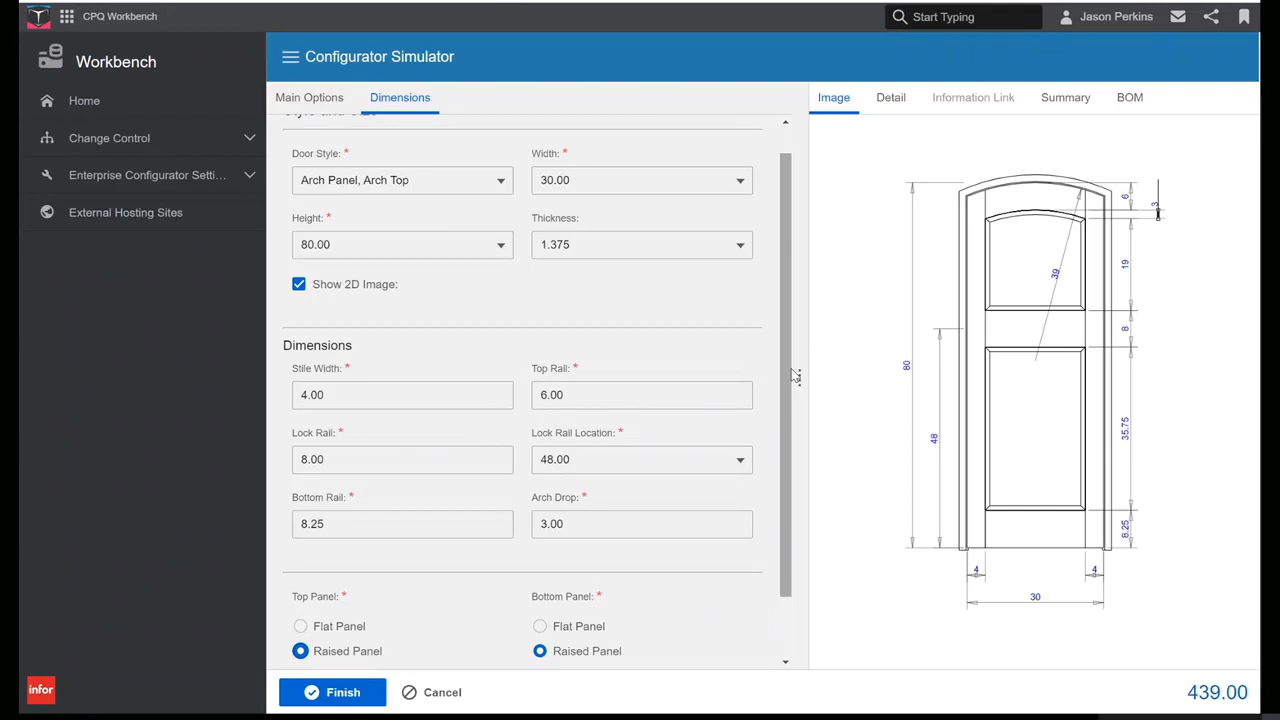 CPQ Workbench
Start Typing
Jason Perkins
Workbench
Home
Change Control
Enterprise Configurator Setti...
External Hosting Sites
infor
Configurator Simulator
Main Options
Dimensions
Style and Size
Door Style: *
Width: *
Arch Panel, Arch Top
30.00
Height: *
Thickness:
80.00
1.375
Show 2D Image:
Dimensions
Stile Width: *
Top Rail: *
4.00
6.00
Lock Rail: *
Lock Rail Location: *
8.00
48.00
Bottom Rail: *
Arch Drop: *
8.25
3.00
Top Panel: *
Bottom Panel: *
Flat Panel
Flat Panel
Raised Panel
Raised Panel
Finish
Cancel
439.00
Image
Detail
Information Link
Summary
BOM
6
3
19
39
8
80
48
35.75
8.25
4
4
30